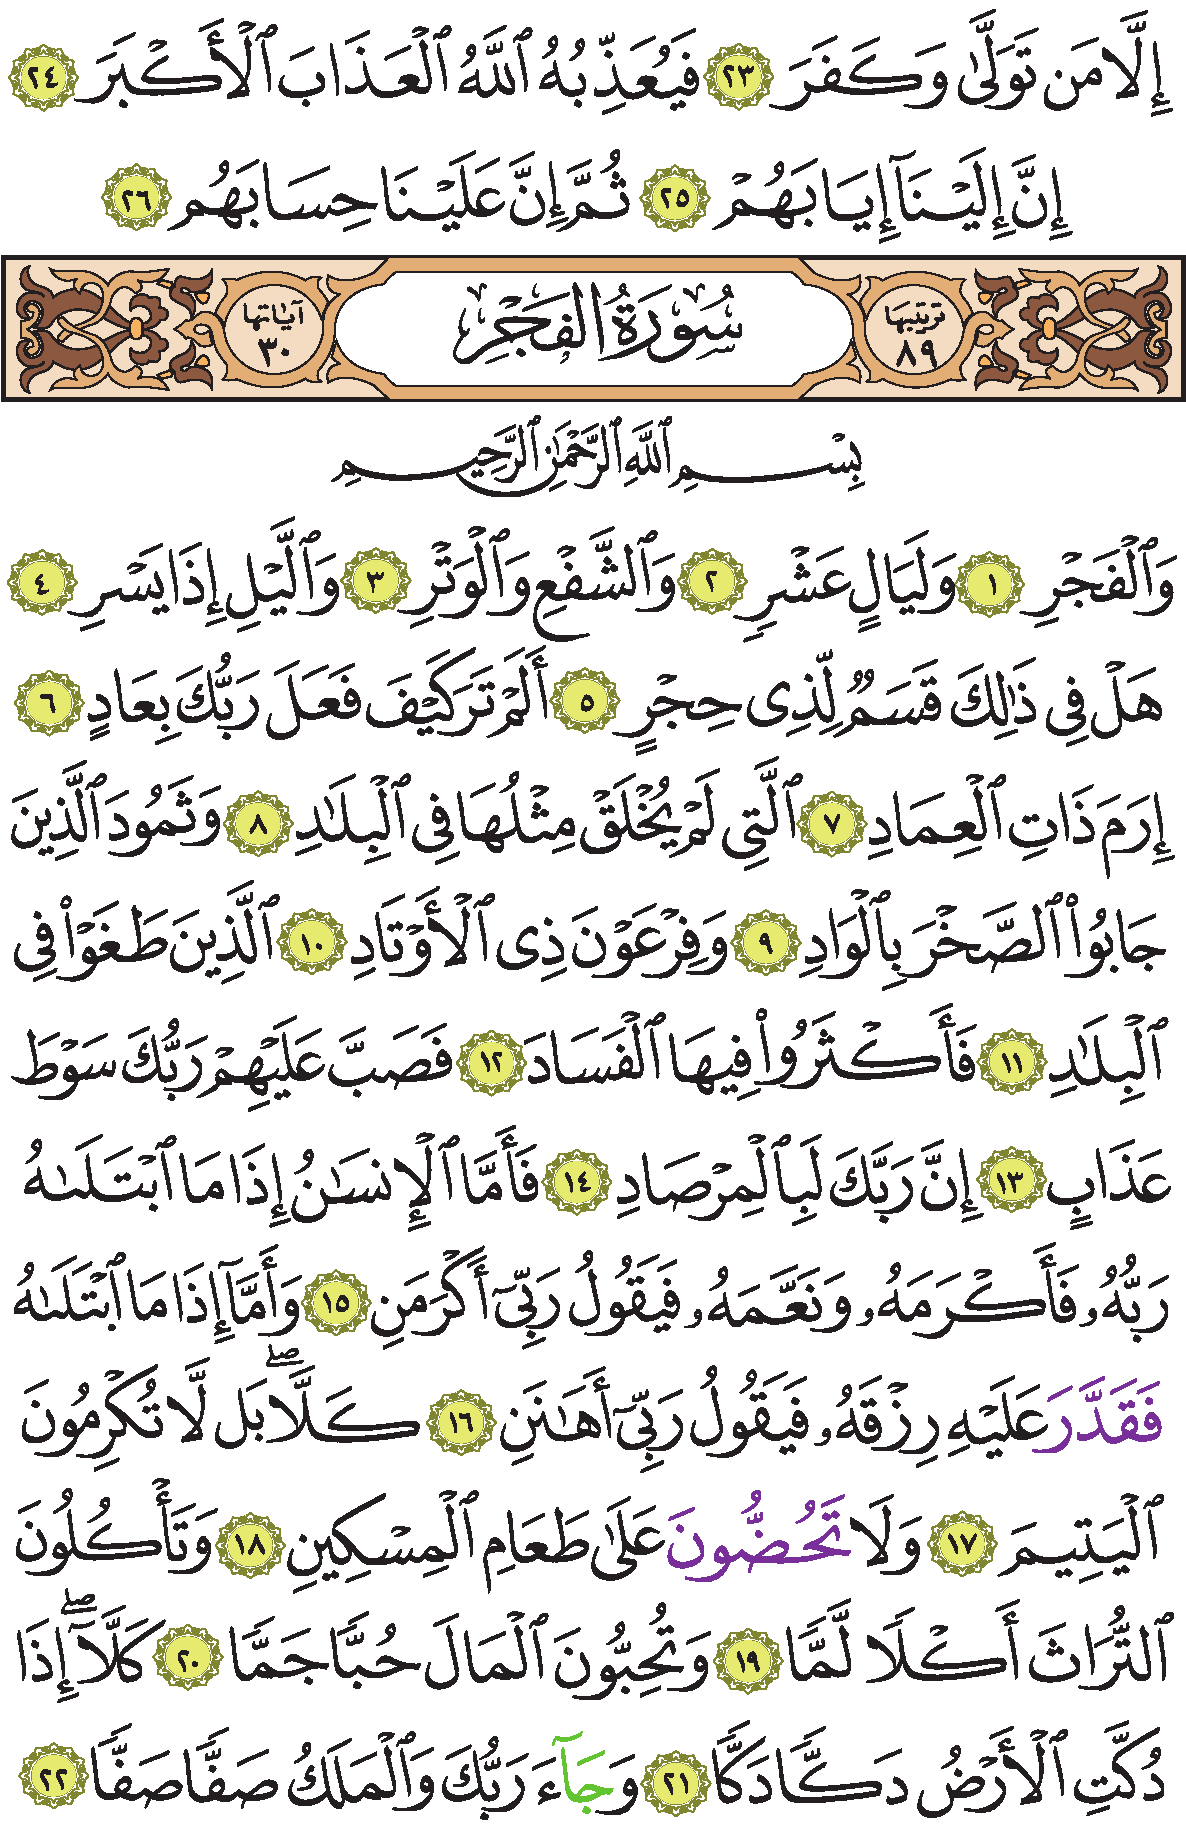 إِلَّا مَن تَوَلَّىٰ وَكَفَرَ ٢٣ فَيُعَذِّبُهُ ٱللَّهُ ٱلْعَذَابَ ٱلْأَكْبَرَ ٢٤
إِنَّ إِلَيْنَآ إِيَابَهُمْ ٢٥ ثُمَّ إِنَّ عَلَيْنَا حِسَابَهُم ٢٦
ترتيبها ٨٩ سُورَةُ الفَجْرِ آياتها ٣٠
بِسْمِ ٱللَّهِ ٱلرَّحْمَٰنِ ٱلرَّحِيمِ
وَٱلْفَجْرِ ١ وَلَيَالٍ عَشْرٍ ٢ وَٱلشَّفْعِ وَٱلْوَتْرِ ٣ وَٱلَّيْلِ إِذَا يَسْرِ ٤
هَلْ فِى ذَٰلِكَ قَسَمٌ لِّذِى حِجْرٍ ٥ أَلَمْ تَرَ كَيْفَ فَعَلَ رَبُّكَ بِعَادٍ ٦
إِرَمَ ذَاتِ ٱلْعِمَادِ ٧ ٱلَّتِى لَمْ يُخْلَقْ مِثْلُهَا فِى ٱلْبِلَٰدِ ٨ وَثَمُودَ ٱلَّذِينَ
جَابُوا۟ ٱلصَّخْرَ بِٱلْوَادِ ٩ وَفِرْعَوْنَ ذِى ٱلْأَوْتَادِ ١٠ ٱلَّذِينَ طَغَوْا۟ فِى
ٱلْبِلَٰدِ ١١ فَأَكْثَرُوا۟ فِيهَا ٱلْفَسَادَ ١٢ فَصَبَّ عَلَيْهِمْ رَبُّكَ سَوْطَ
عَذَابٍ ١٣ إِنَّ رَبَّكَ لَبِٱلْمِرْصَادِ ١٤ فَأَمَّا ٱلْإِنسَٰنُ إِذَا مَا ٱبْتَلَىٰهُ
رَبُّهُۥ فَأَكْرَمَهُۥ وَنَعَّمَهُۥ فَيَقُولُ رَبِّىٓ أَكْرَمَنِ ١٥ وَأَمَّآ إِذَا مَا ٱبْتَلَىٰهُ
فَقَدَّرَ عَلَيْهِ رِزْقَهُۥ فَيَقُولُ رَبِّىٓ أَهَٰنَنِ ١٦ كَلَّا ۖ بَل لَّا تُكْرِمُونَ
ٱلْيَتِيمَ ١٧ وَلَا تَحُضُّونَ عَلَىٰ طَعَامِ ٱلْمِسْكِينِ ١٨ وَتَأْكُلُونَ
ٱلتُّرَاثَ أَكْلًا لَّمًّا ١٩ وَتُحِبُّونَ ٱلْمَالَ حُبًّا جَمًّا ٢٠ كَلَّآ ۖ إِذَا
دُكَّتِ ٱلْأَرْضُ دَكًّا دَكًّا ٢١ وَجَآءَ رَبُّكَ وَٱلْمَلَكُ صَفًّا صَفًّا ٢٢